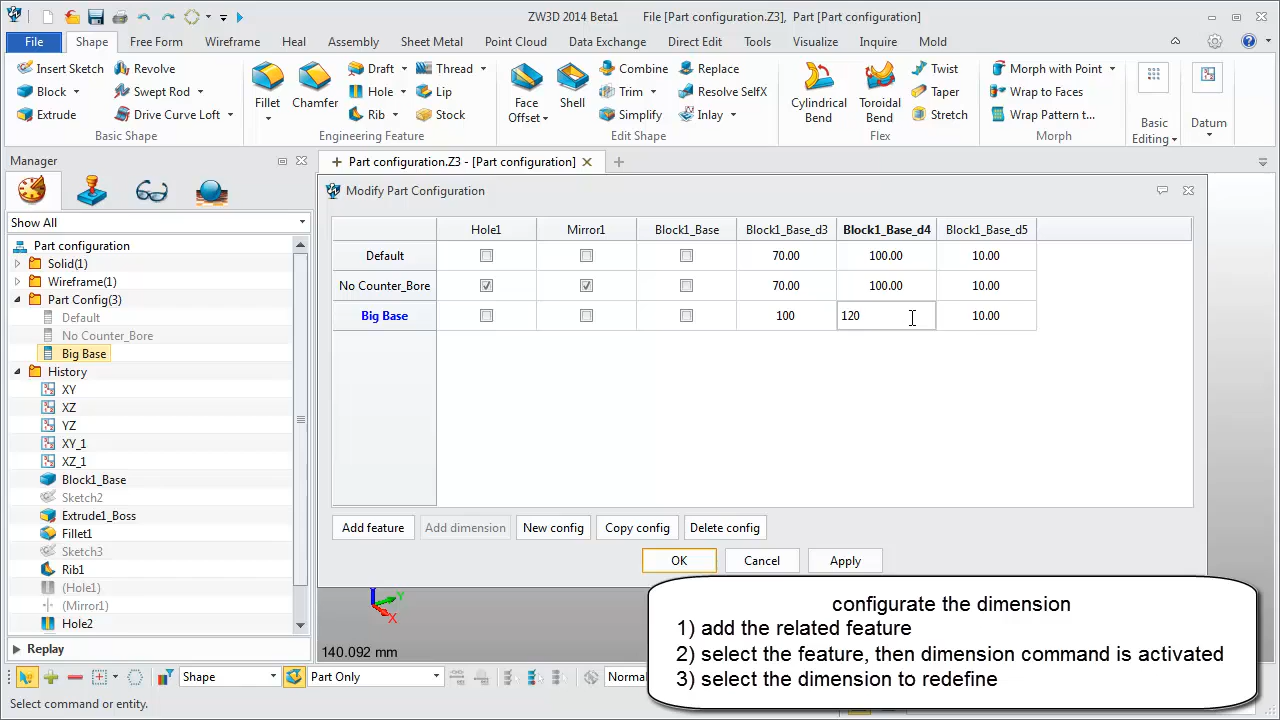 ZW3D 2014 Beta1 File [Part configuration.Z3], Part [Part configuration]
File Shape Free Form Wireframe Heal Assembly Sheet Metal Point Cloud Data Exchange Direct E Tools Visualize Inquire Mold
Insert Sketch Revolve Draft Thread Combine Replace Twist Morph with Point
Block Swept Rod Hole Lip Trim Resolve SelfX Taper Wrap to Faces
Extrude Drive Curve Loft Rib Stock Simplify Inlay Stretch Wrap Pattern t...
Fillet Chamfer Face Offset Shell Cylindrical Bend Toroidal Bend Basic Editing Datum
Basic Shape Engineering Feature Edit Shape Flex Morph
Manager
Part configuration.Z3 - [Part configuration]
Modify Part Configuration
Show All
Part configuration
Solid(1)
Wireframe(1)
Part Config(3)
Default
No Counter_Bore
Big Base
History
XY
XZ
YZ
XY_1
XZ_1
Block1_Base
Sketch2
Extrude1_Boss
Fillet1
Sketch3
Rib1
(Hole1)
(Mirror1)
Hole2
Replay
Hole1 Mirror1 Block1_Base Block1_Base_d3 Block1_Base_d4 Block1_Base_d5
Default 70.00 100.00 10.00
No Counter_Bore 70.00 100.00 10.00
Big Base 100 120 10.00
Add feature Add dimension New config Copy config Delete config
OK Cancel Apply
Y
X
140.092 mm
configurate the dimension
1) add the related feature
2) select the feature, then dimension command is activated
3) select the dimension to redefine
Shape Part Only Normal
Select command or entity.